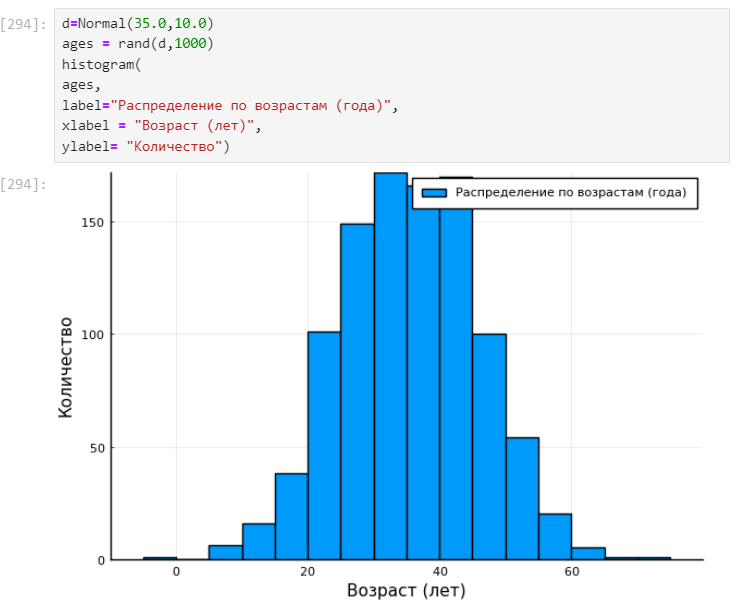 [294]:
d=Normal(35.0,10.0)
ages = rand(d,1000)
histogram(
ages,
label="Распределение по возрастам (года)",
xlabel = "Возраст (лет)",
ylabel= "Количество")
[294]:
Распределение по возрастам (года)
150
100
50
0
Количество
0 20 40 60
Возраст (лет)